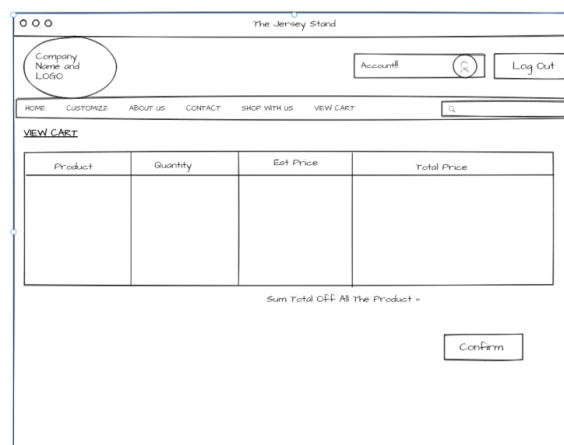 The Jersey Stand
Company
Name and
LOGO
Account!!
Log Out
HOME CUSTOMIZE ABOUT US CONTACT SHOP WITH US VIEW CART
VIEW CART
Product Quantity Est Price Total Price
Sum Total Off All The Product =
Confirm